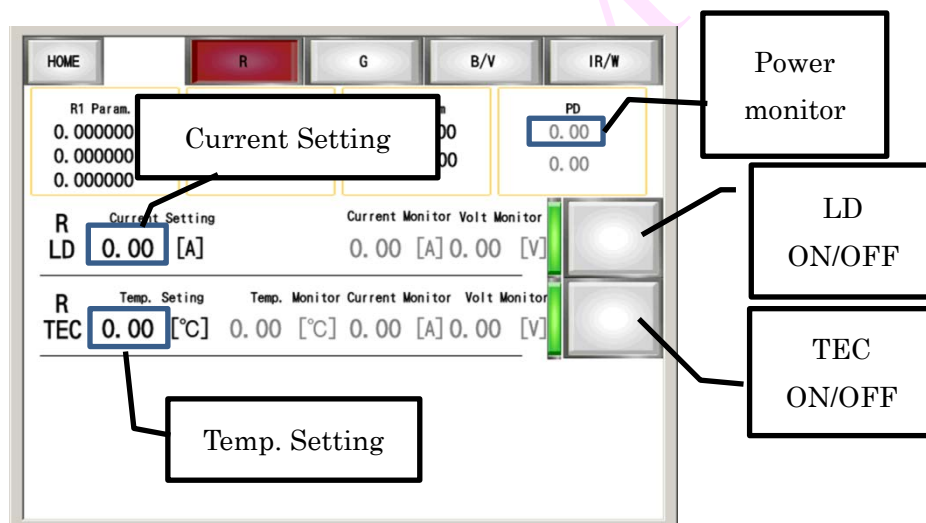 HOME R G B/V IR/W
Power
monitor
R1 Param. PD
0.000000 00 0.00
0.000000 00 0.00
0.000000
Current Setting
LD
ON/OFF
R Current Setting Current Monitor Volt Monitor
LD 0.00 [A] 0.00 [A] 0.00 [V]
R Temp. Seting Temp. Monitor Current Monitor Volt Monitor
TEC 0.00 [℃] 0.00 [℃] 0.00 [A] 0.00 [V]
TEC
ON/OFF
Temp. Setting